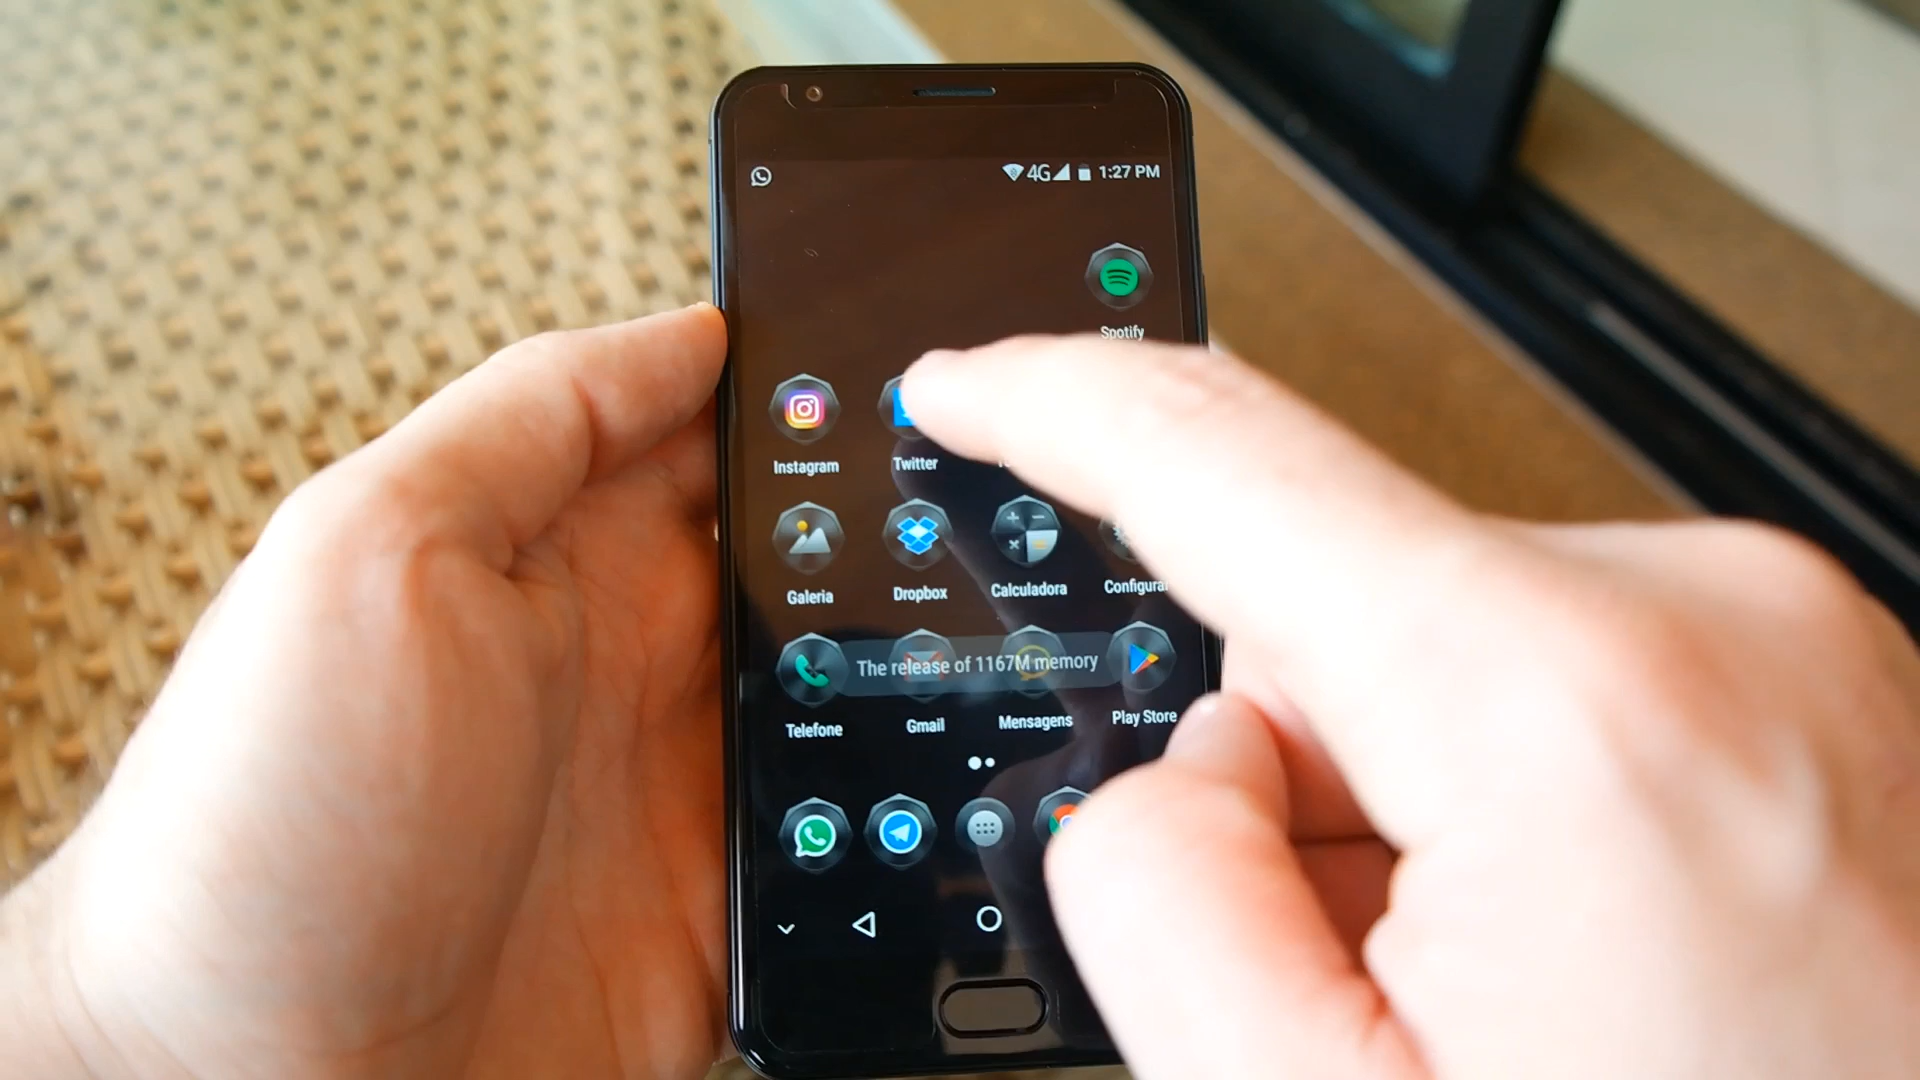 4G 1:27 PM
Spotify
Instagram Twitter
Galeria Dropbox Calculadora
The release of 1167M memory
Telefone Gmail Mensagens Play Store